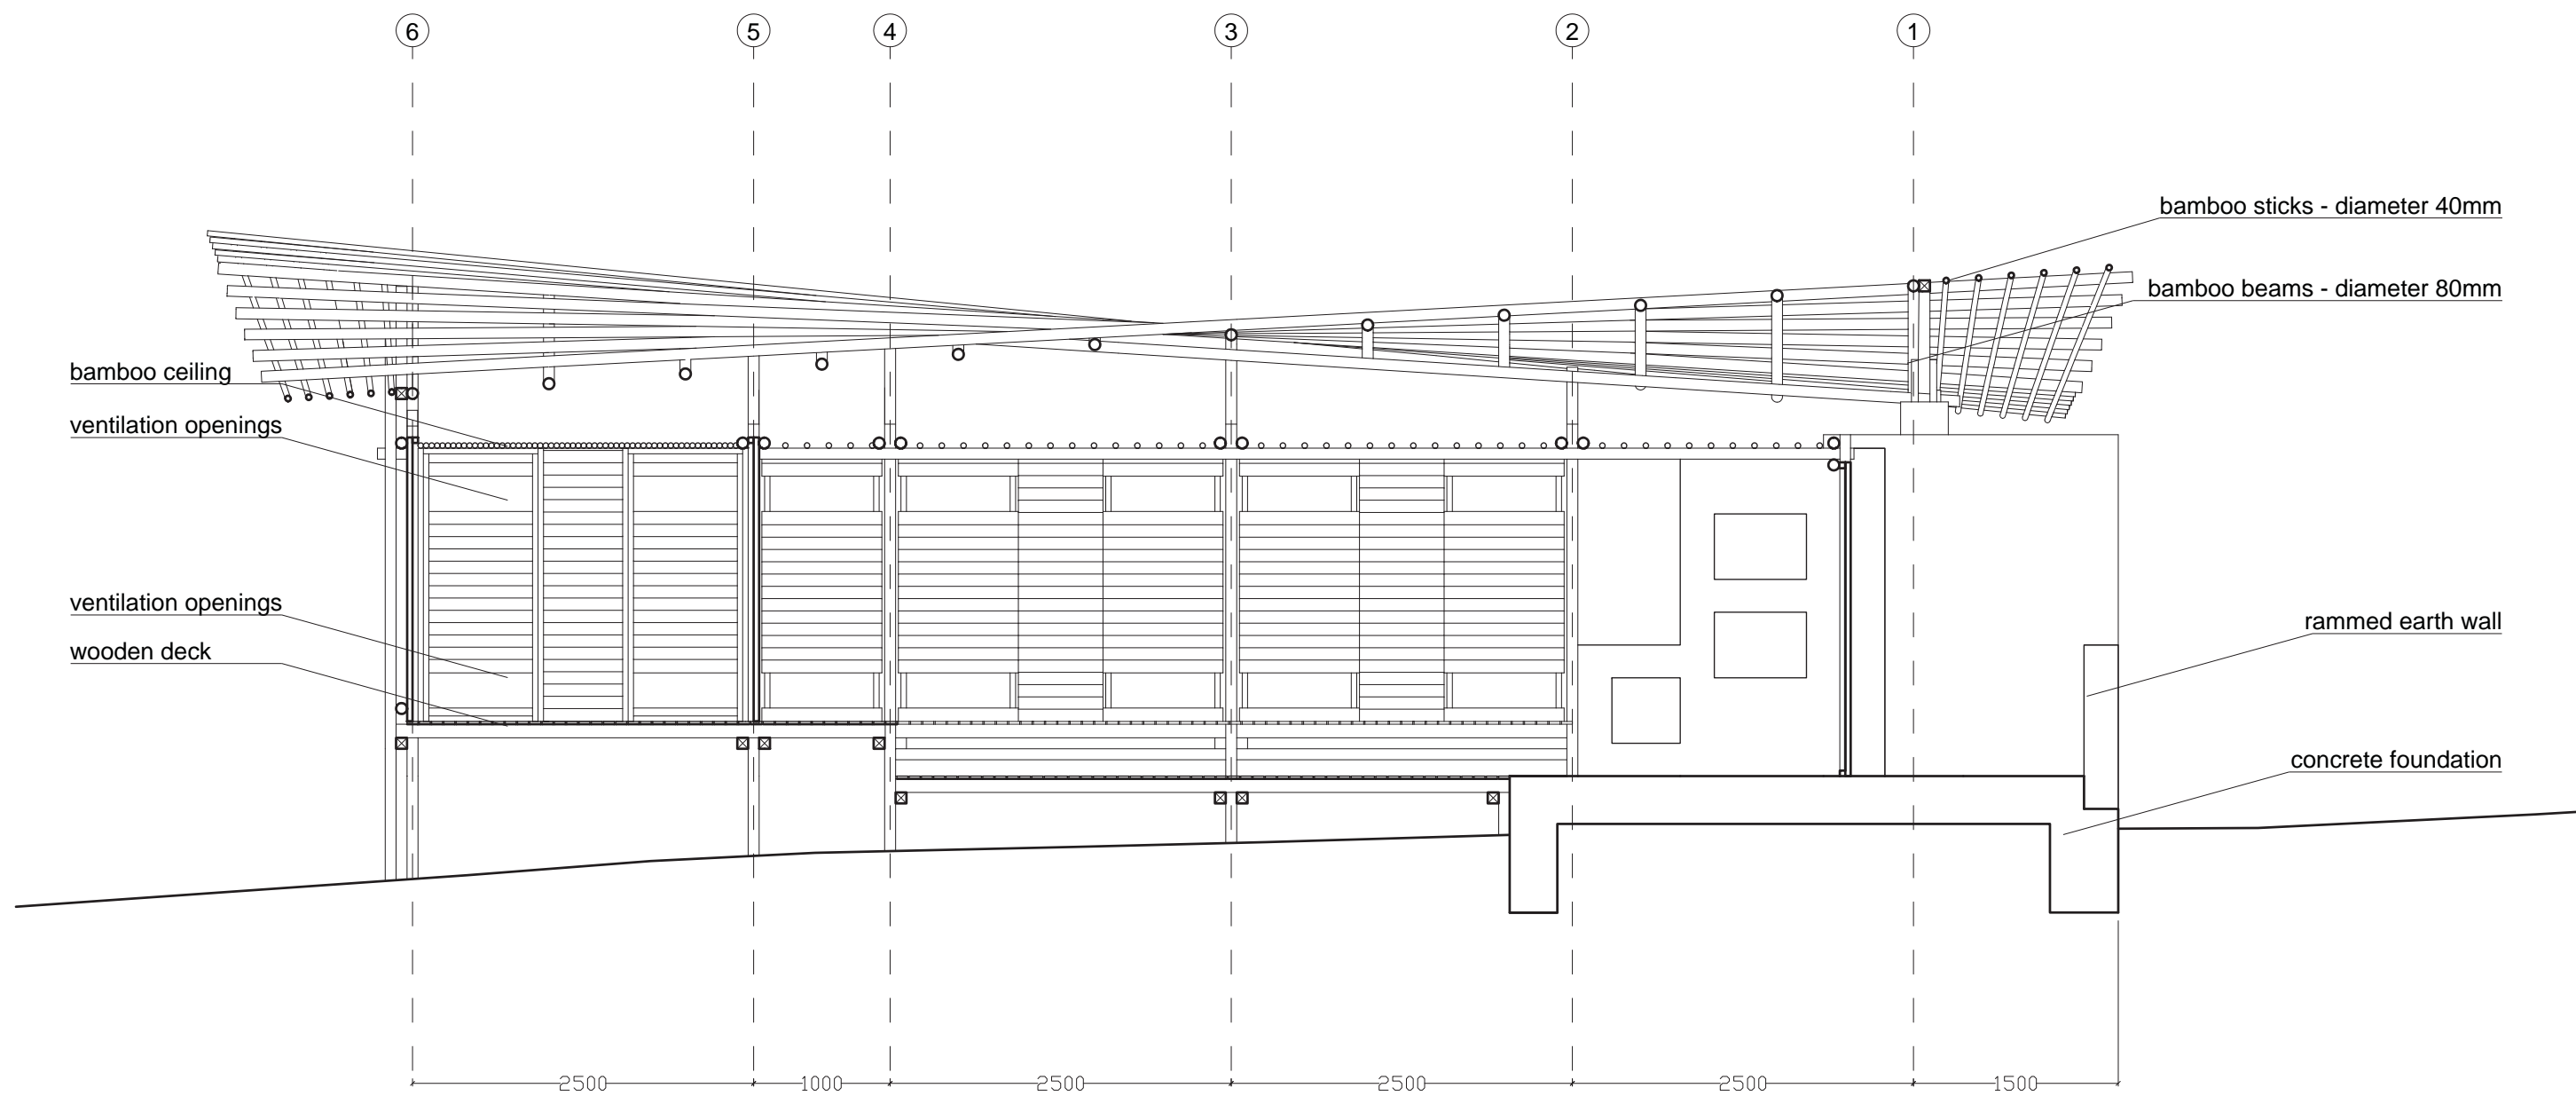 6 5 4 3 2 1
bamboo sticks - diameter 40mm
bamboo beams - diameter 80mm
bamboo ceiling
ventilation openings
ventilation openings
rammed earth wall
wooden deck
concrete foundation
2500 1000 2500 2500 2500 1500